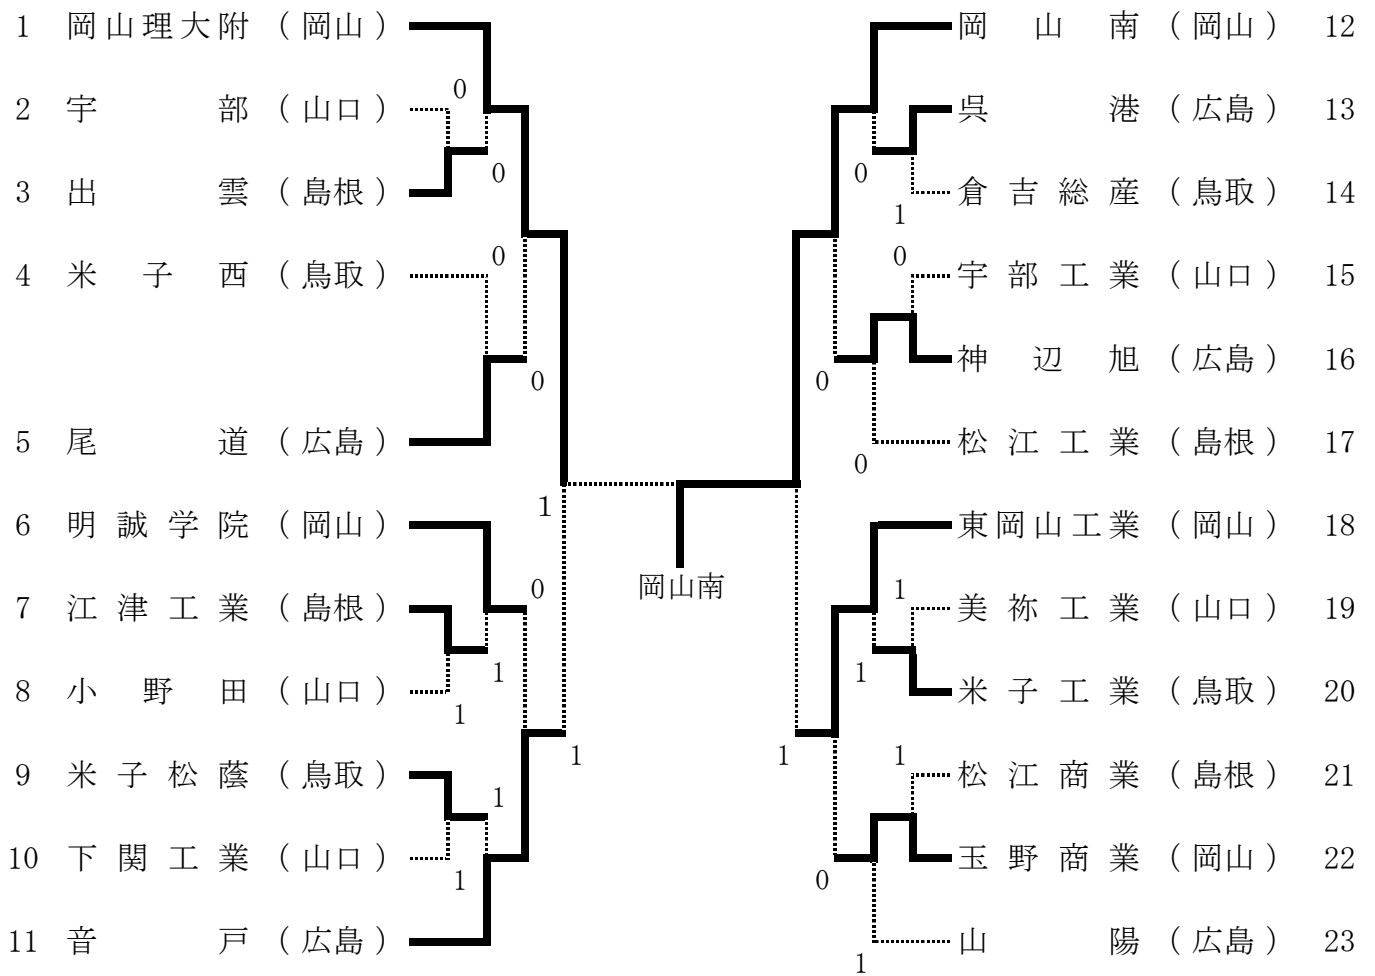 1 岡山理大附 (岡山)
2 宇部 (山口)
3 出雲 (島根)
4 米子西 (鳥取)
5 尾道 (広島)
6 明誠学院 (岡山)
7 江津工業 (島根)
8 小野田 (山口)
9 米子松蔭 (鳥取)
10 下関工業 (山口)
11 音戸 (広島)
0
0
0
0
1
0
1
1
1
1
1
岡山南
0
1
0
0
0
1
1
1
1
0
1
岡山南 (岡山) 12
呉港 (広島) 13
倉吉総産 (鳥取) 14
宇部工業 (山口) 15
神辺旭 (広島) 16
松江工業 (島根) 17
東岡山工業 (岡山) 18
美祢工業 (山口) 19
米子工業 (鳥取) 20
松江商業 (島根) 21
玉野商業 (岡山) 22
山陽 (広島) 23